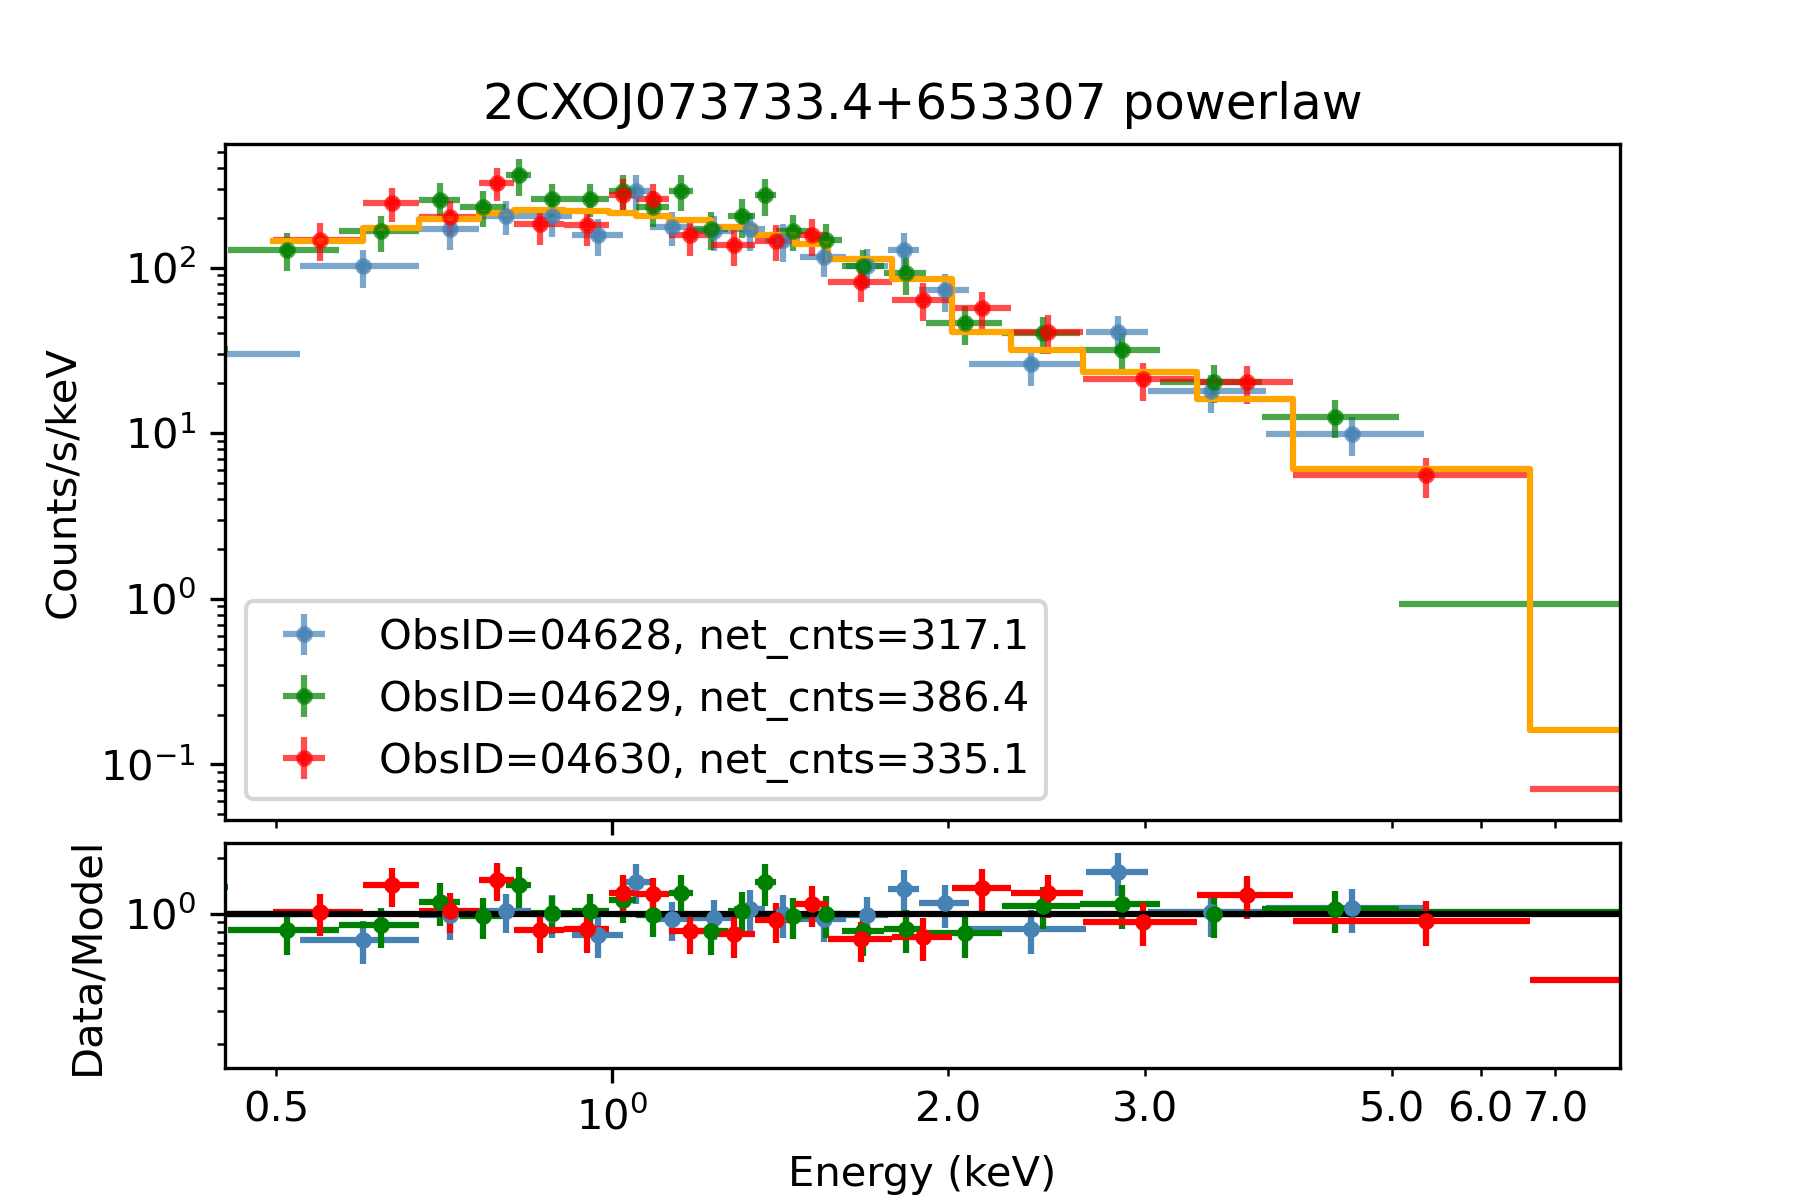 2CXOJ073733.4+653307 powerlaw
Counts/s/keV
10²
10¹
10⁰
10⁻¹
ObsID=04628, net_cnts=317.1
ObsID=04629, net_cnts=386.4
ObsID=04630, net_cnts=335.1
Data/Model
10⁰
0.5 10⁰ 2.0 3.0 5.0 6.0 7.0
Energy (keV)